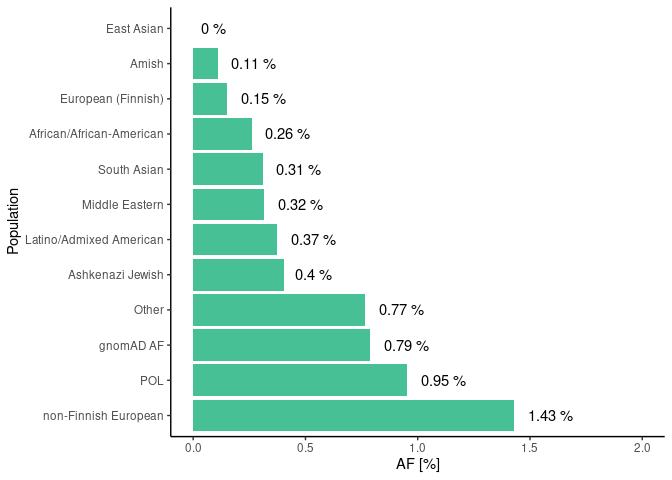 East Asian 0 %
Amish 0.11 %
European (Finnish) 0.15 %
African/African-American 0.26 %
South Asian 0.31 %
Middle Eastern 0.32 %
Latino/Admixed American 0.37 %
Ashkenazi Jewish 0.4 %
Other 0.77 %
gnomAD AF 0.79 %
POL 0.95 %
non-Finnish European 1.43 %
Population
0.0 0.5 1.0 1.5 2.0
AF [%]